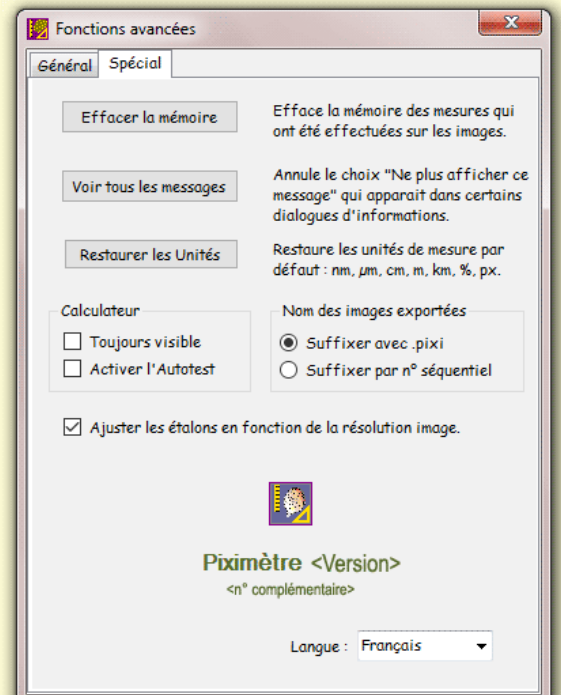 Fonctions avancées
Général Spécial
Effacer la mémoire
Efface la mémoire des mesures qui
ont été effectuées sur les images.
Voir tous les messages
Annule le choix "Ne plus afficher ce
message" qui apparait dans certains
dialogues d'informations.
Restaurer les Unités
Restaure les unités de mesure par
défaut : nm, µm, cm, m, km, %, px.
Calculateur
Toujours visible
Activer l'Autotest
Nom des images exportées
Suffixer avec .pixi
Suffixer par n° séquentiel
Ajuster les étalons en fonction de la résolution image.
Piximètre <Version>
<n° complémentaire>
Langue : Français